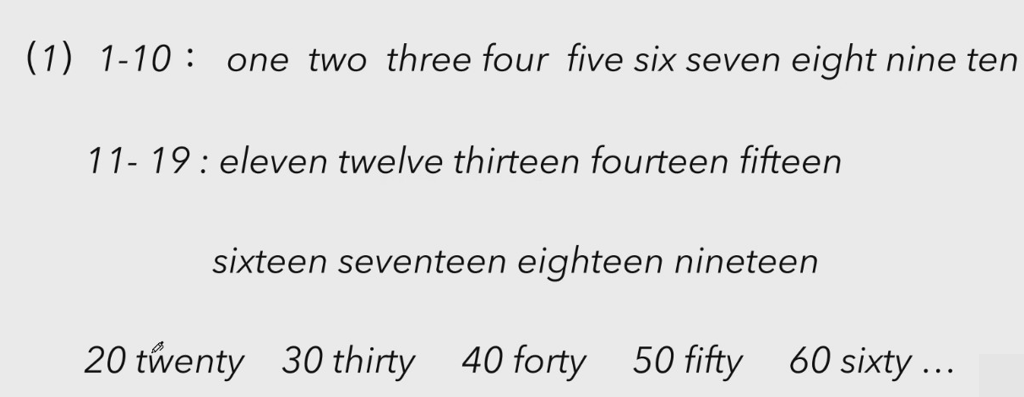 (1) 1-10： one two three four five six seven eight nine ten
11- 19 : eleven twelve thirteen fourteen fifteen
sixteen seventeen eighteen nineteen
20 twenty 30 thirty 40 forty 50 fifty 60 sixty ...